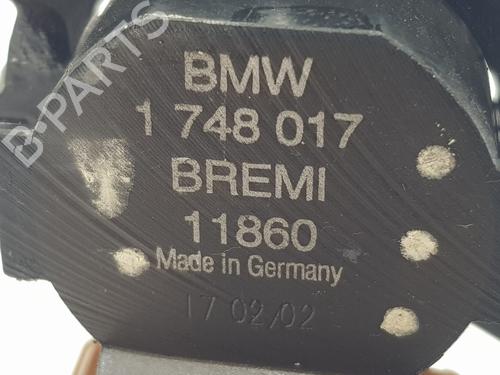 B-PARTS
BMW
1 748 017
BREMI
11860
Made in Germany
17 02/02